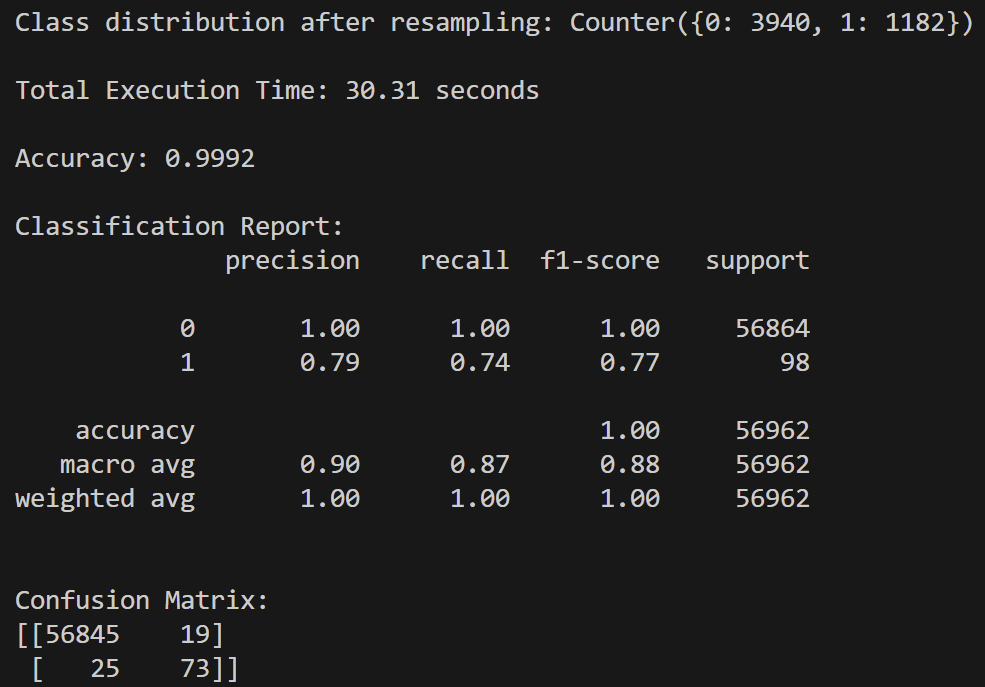 Class distribution after resampling: Counter({0: 3940, 1: 1182})
Total Execution Time: 30.31 seconds
Accuracy: 0.9992
Classification Report:
precision recall f1-score support
0 1.00 1.00 1.00 56864
1 0.79 0.74 0.77 98
accuracy 1.00 56962
macro avg 0.90 0.87 0.88 56962
weighted avg 1.00 1.00 1.00 56962
Confusion Matrix:
[[56845 19]
[ 25 73]]